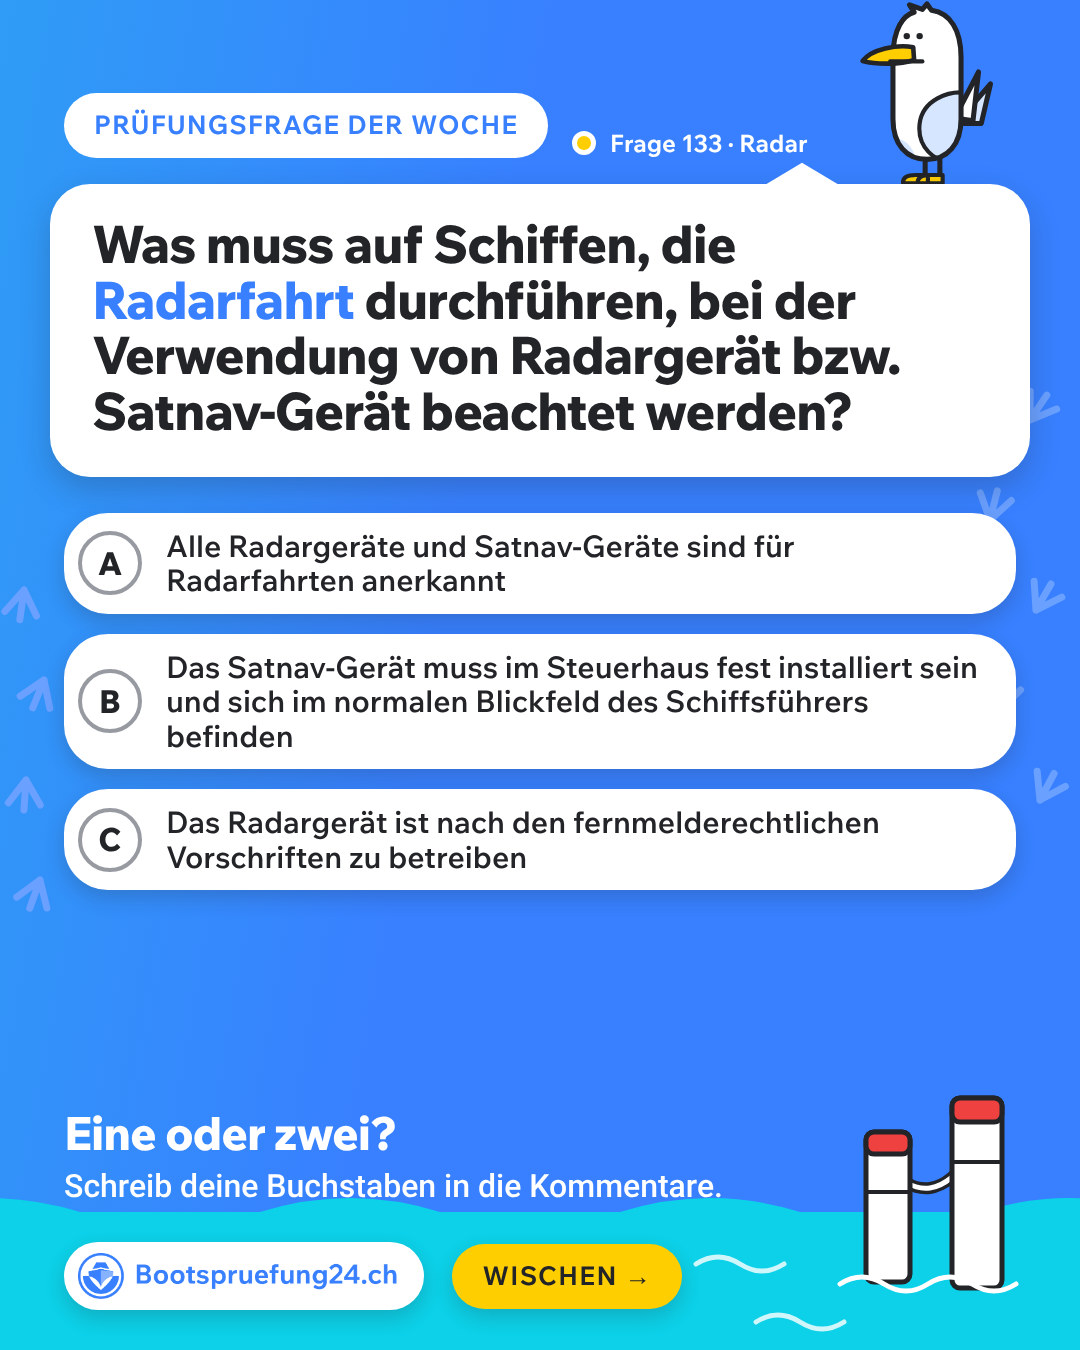 PRÜFUNGSFRAGE DER WOCHE
Frage 133 · Radar
Was muss auf Schiffen, die
Radarfahrt durchführen, bei der
Verwendung von Radargerät bzw.
Satnav-Gerät beachtet werden?
A
Alle Radargeräte und Satnav-Geräte sind für
Radarfahrten anerkannt
B
Das Satnav-Gerät muss im Steuerhaus fest installiert sein
und sich im normalen Blickfeld des Schiffsführers
befinden
C
Das Radargerät ist nach den fernmelderechtlichen
Vorschriften zu betreiben
Eine oder zwei?
Schreib deine Buchstaben in die Kommentare.
Bootspruefung24.ch
WISCHEN →